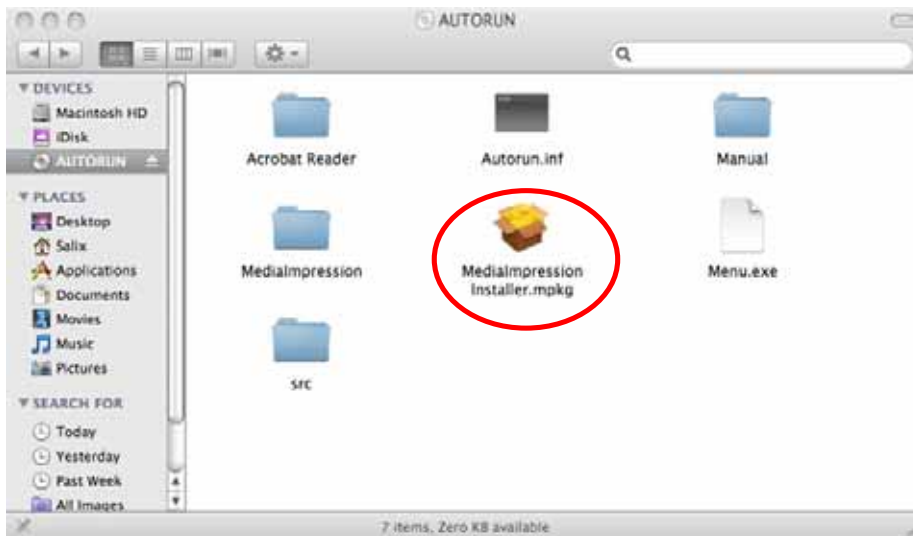 AUTORUN
DEVICES
Macintosh HD
iDisk
AUTORUN
PLACES
Desktop
Salix
Applications
Documents
Movies
Music
Pictures
SEARCH FOR
Today
Yesterday
Past Week
All Images
Acrobat Reader
Autorun.inf
Manual
MediaImpression
MediaImpression
Installer.mpkg
Menu.exe
src
7 items, Zero KB available